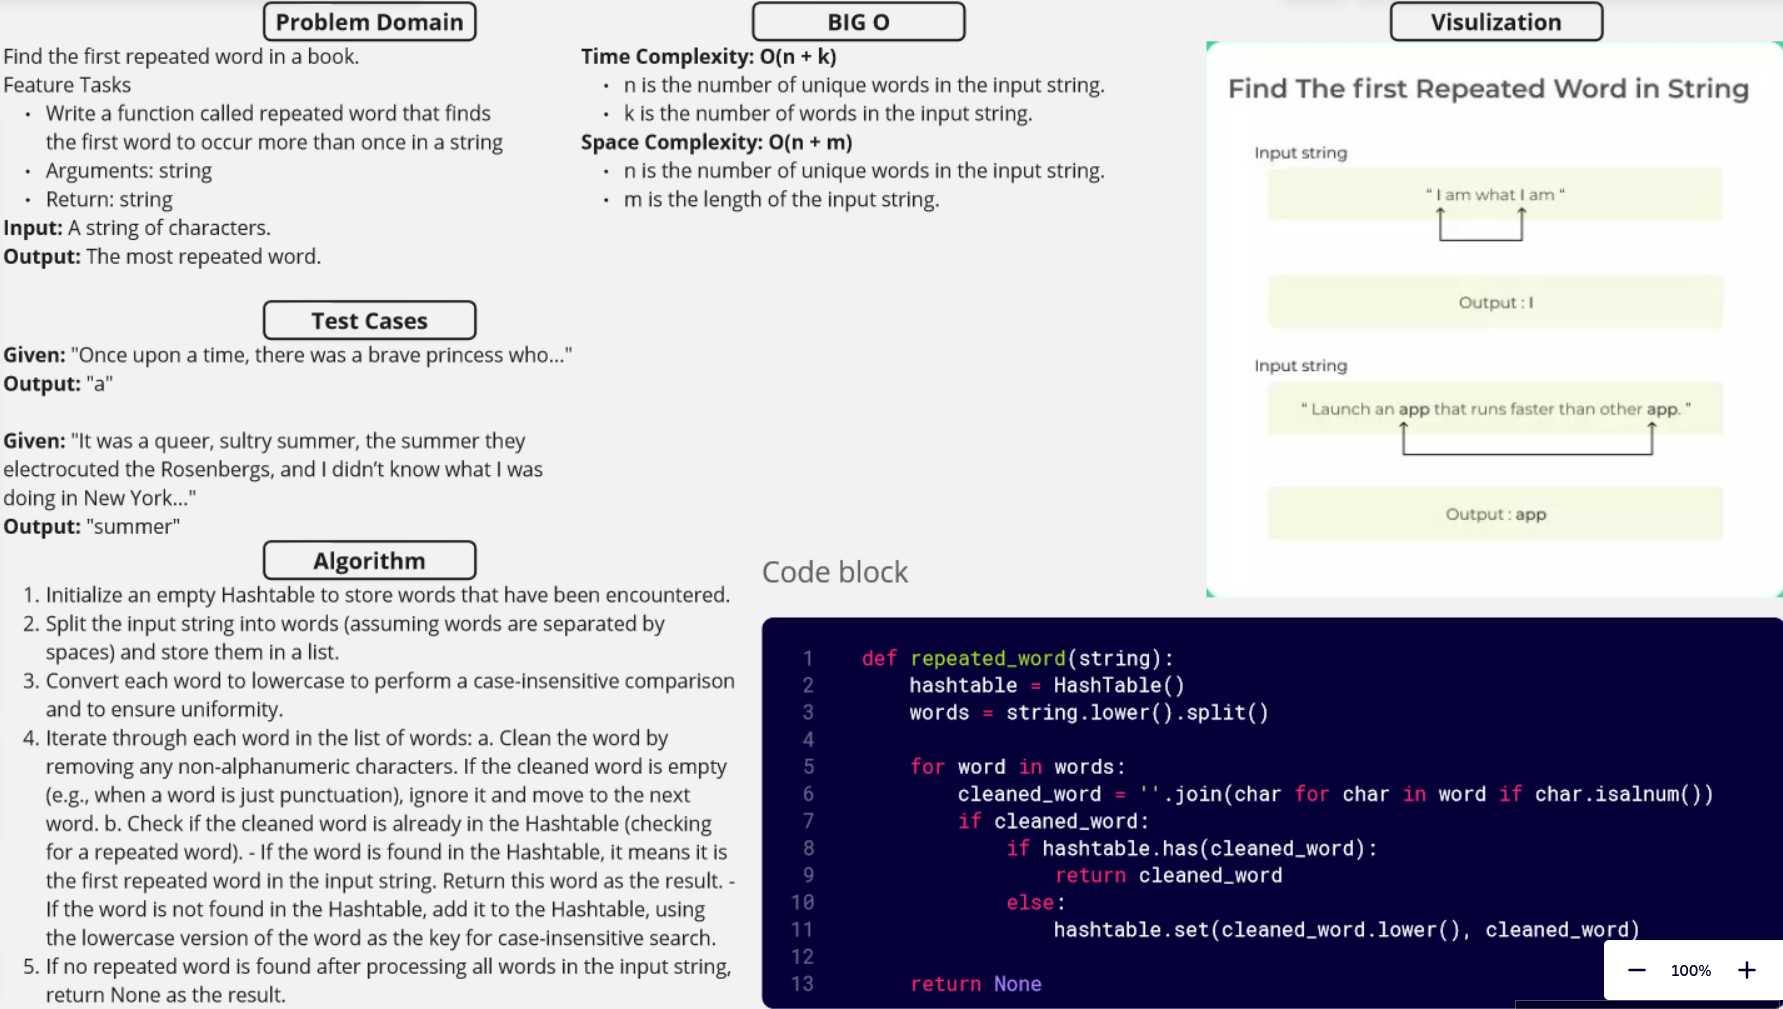 Problem Domain
Find the first repeated word in a book.
Feature Tasks
• Write a function called repeated word that finds
the first word to occur more than once in a string
• Arguments: string
• Return: string
Input: A string of characters.
Output: The most repeated word.
Test Cases
Given: "Once upon a time, there was a brave princess who..."
Output: "a"
Given: "It was a queer, sultry summer, the summer they
electrocuted the Rosenbergs, and I didn’t know what I was
doing in New York..."
Output: "summer"
Algorithm
1. Initialize an empty Hashtable to store words that have been encountered.
2. Split the input string into words (assuming words are separated by
spaces) and store them in a list.
3. Convert each word to lowercase to perform a case-insensitive comparison
and to ensure uniformity.
4. Iterate through each word in the list of words: a. Clean the word by
removing any non-alphanumeric characters. If the cleaned word is empty
(e.g., when a word is just punctuation), ignore it and move to the next
word. b. Check if the cleaned word is already in the Hashtable (checking
for a repeated word). - If the word is found in the Hashtable, it means it is
the first repeated word in the input string. Return this word as the result. -
If the word is not found in the Hashtable, add it to the Hashtable, using
the lowercase version of the word as the key for case-insensitive search.
5. If no repeated word is found after processing all words in the input string,
return None as the result.
BIG O
Time Complexity: O(n + k)
• n is the number of unique words in the input string.
• k is the number of words in the input string.
Space Complexity: O(n + m)
• n is the number of unique words in the input string.
• m is the length of the input string.
Visulization
Find The first Repeated Word in String
Input string
“ I am what I am “
Output : I
Input string
“ Launch an app that runs faster than other app. ”
Output : app
Code block
1 def repeated_word(string):
2 hashtable = HashTable()
3 words = string.lower().split()
4
5 for word in words:
6 cleaned_word = ''.join(char for char in word if char.isalnum())
7 if cleaned_word:
8 if hashtable.has(cleaned_word):
9 return cleaned_word
10 else:
11 hashtable.set(cleaned_word.lower(), cleaned_word)
12
13 return None
− 100% +